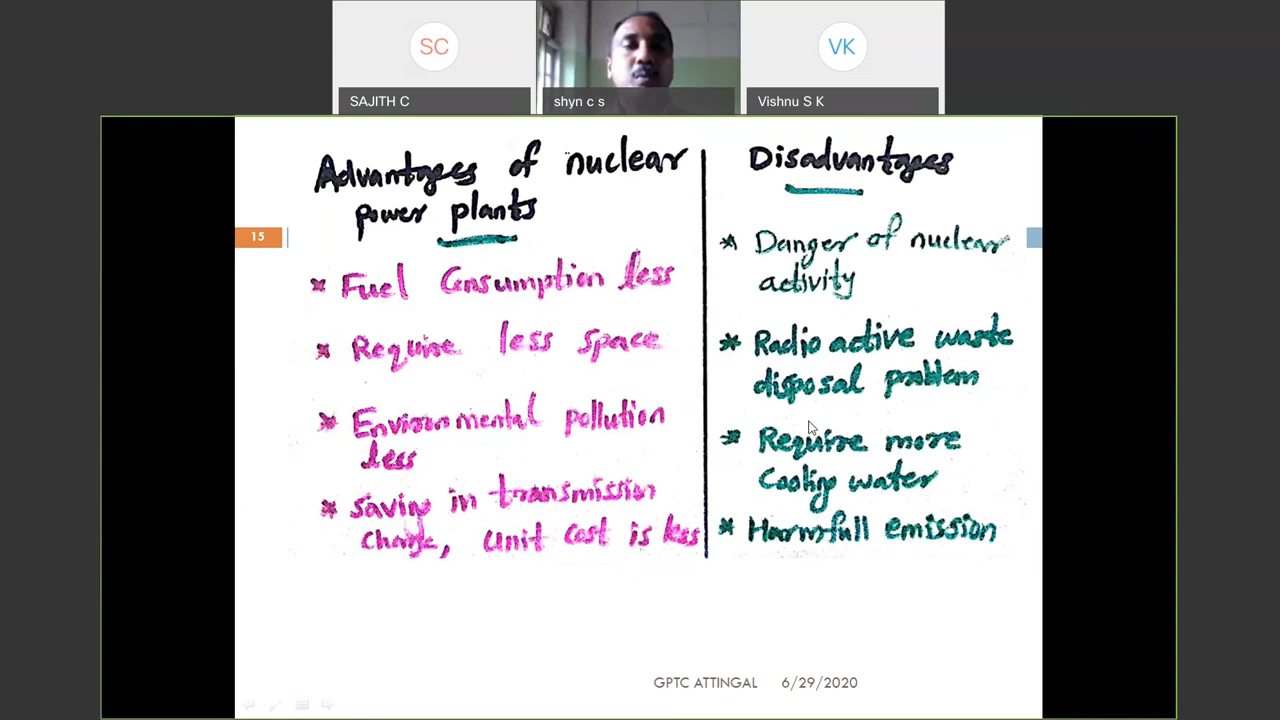 SC
VK
SAJITH C
shyn c s
Vishnu S K
15
Advantages of nuclear
power plants
* Fuel Consumption less
* Require less space
* Environmental pollution
less
* Saving in transmission
charge, unit cost is less
Disadvantages
* Danger of nuclear
activity
* Radio active waste
disposal problem
* Require more
Cooling water
* Harmfull emission
GPTC ATTINGAL 6/29/2020